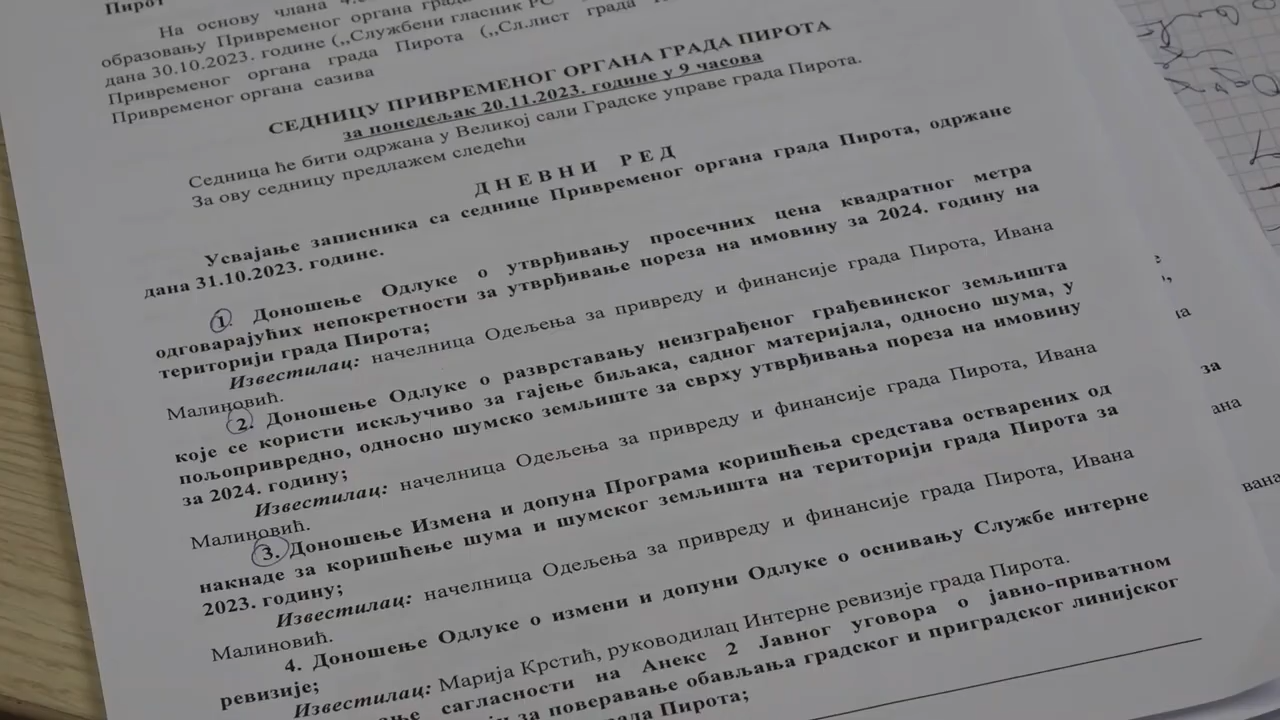 Пирот
На основу члана
образовању Привременог органа града
дана 30.10.2023. године („Службени гласник РС
Привременог органа града Пирота („Сл.лист града
Привременог органа сазива
СЕДНИЦУ ПРИВРЕМЕНОГ ОРГАНА ГРАДА ПИРОТА
за понедељак 20.11.2023. године у 9 часова
Седница ће бити одржана у Великој сали Градске управе града Пирота.
За ову седницу предлажем следећи
Д Н Е В Н И Р Е Д
Усвајање записника са седнице Привременог органа града Пирота, одржане
дана 31.10.2023. године.
1. Доношење Одлуке о утврђивању просечних цена квадратног метра
одговарајућих непокретности за утврђивање пореза на имовину за 2024. годину на
територији града Пирота;
Известилац: начелница Одељења за привреду и финансије града Пирота, Ивана
Малиновић.
2. Доношење Одлуке о разврставању неизграђеног грађевинског земљишта
које се користи искључиво за гајење биљака, садног материјала, односно шума, у
пољопривредно, односно шумско земљиште за сврху утврђивања пореза на имовину
за 2024. годину;
Известилац: начелница Одељења за привреду и финансије града Пирота, Ивана
Малиновић.
3. Доношење Измена и допуна Програма коришћења средстава остварених од
накнаде за коришћење шума и шумског земљишта на територији града Пирота за
2023. годину;
Известилац: начелница Одељења за привреду и финансије града Пирота, Ивана
Малиновић.
4. Доношење Одлуке о измени и допуни Одлуке о оснивању Службе интерне
ревизије;
Известилац: Марија Крстић, руководилац Интерне ревизије града Пирота.
сагласности на Анекс 2 Јавног уговора о јавно-приватном
за поверавање обављања градског и приградског линијског
Пирота;
за
ана
вана